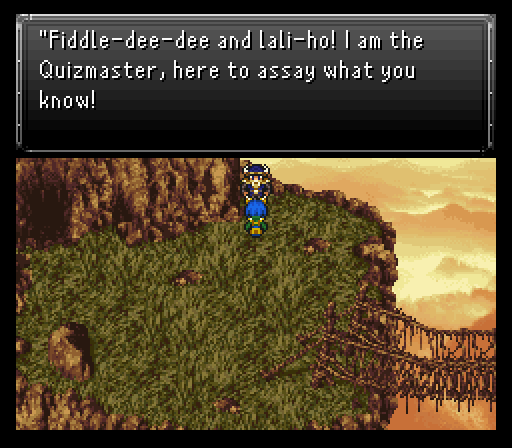 "Fiddle-dee-dee and lali-ho! I am the
Quizmaster, here to assay what you
know!